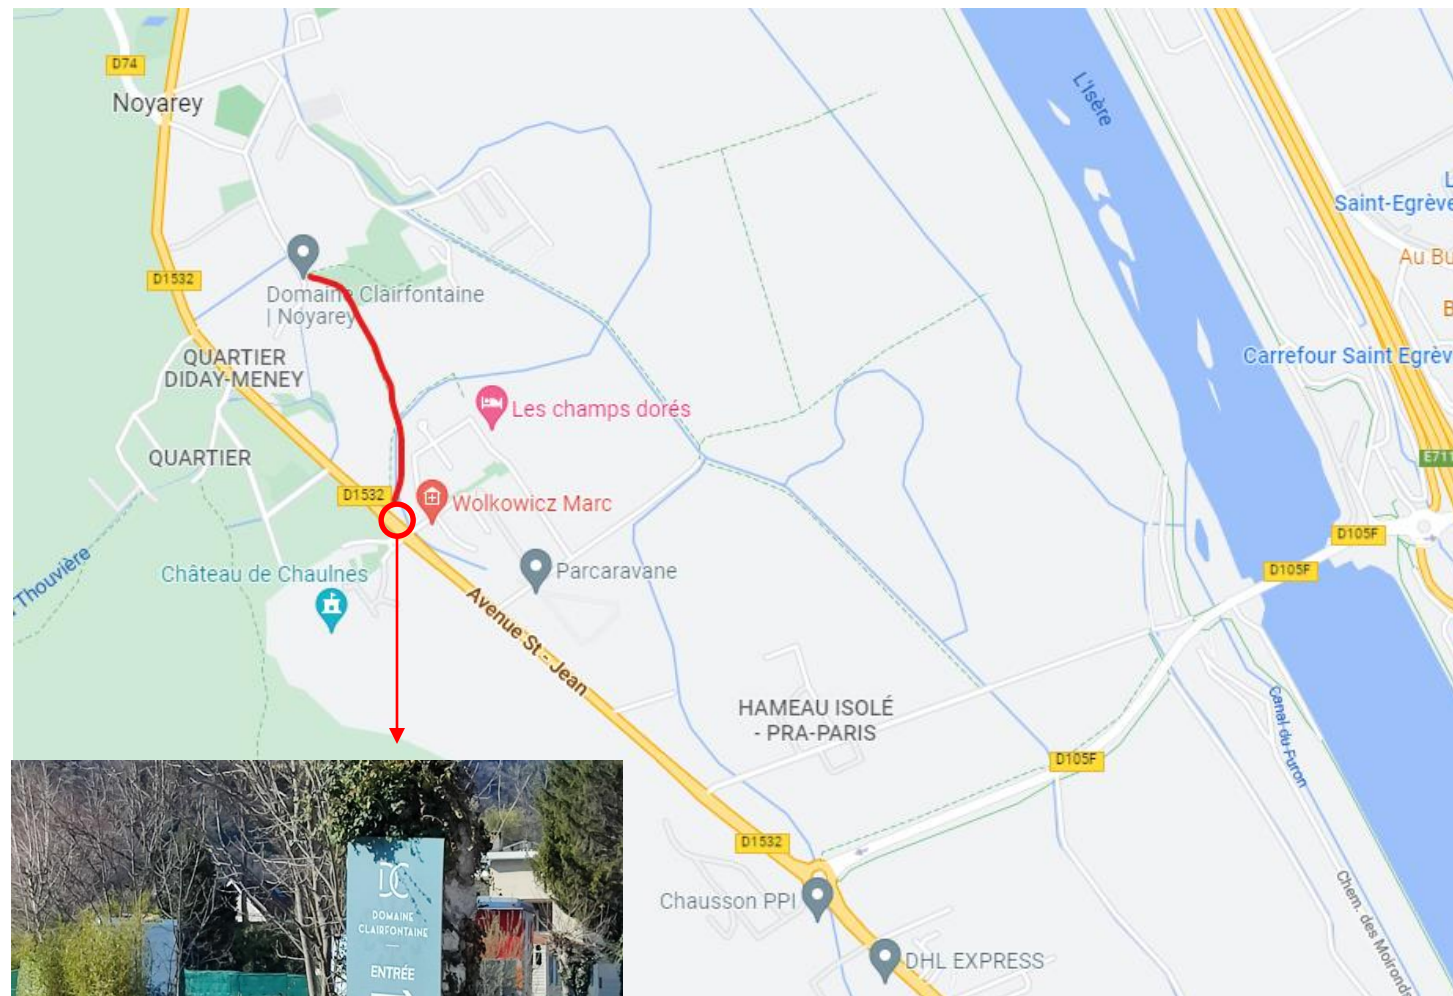 D74
Noyarey
L'Isère
L
Saint-Egrève
Au Bu
B
D1532
Domaine Clairfontaine
| Noyarey
QUARTIER
DIDAY-MENEY
Carrefour Saint Egrèv
Les champs dorés
QUARTIER
E711
D1532
Wolkowicz Marc
D105F
Thouvière
Château de Chaulnes
Parcaravane
D105F
Avenue St - Jean
HAMEAU ISOLÉ
- PRA-PARIS
Canal du Furon
D105F
D1532
Chausson PPI
Chem. des Moirond
DHL EXPRESS
DC
DOMAINE
CLAIRFONTAINE
ENTRÉE